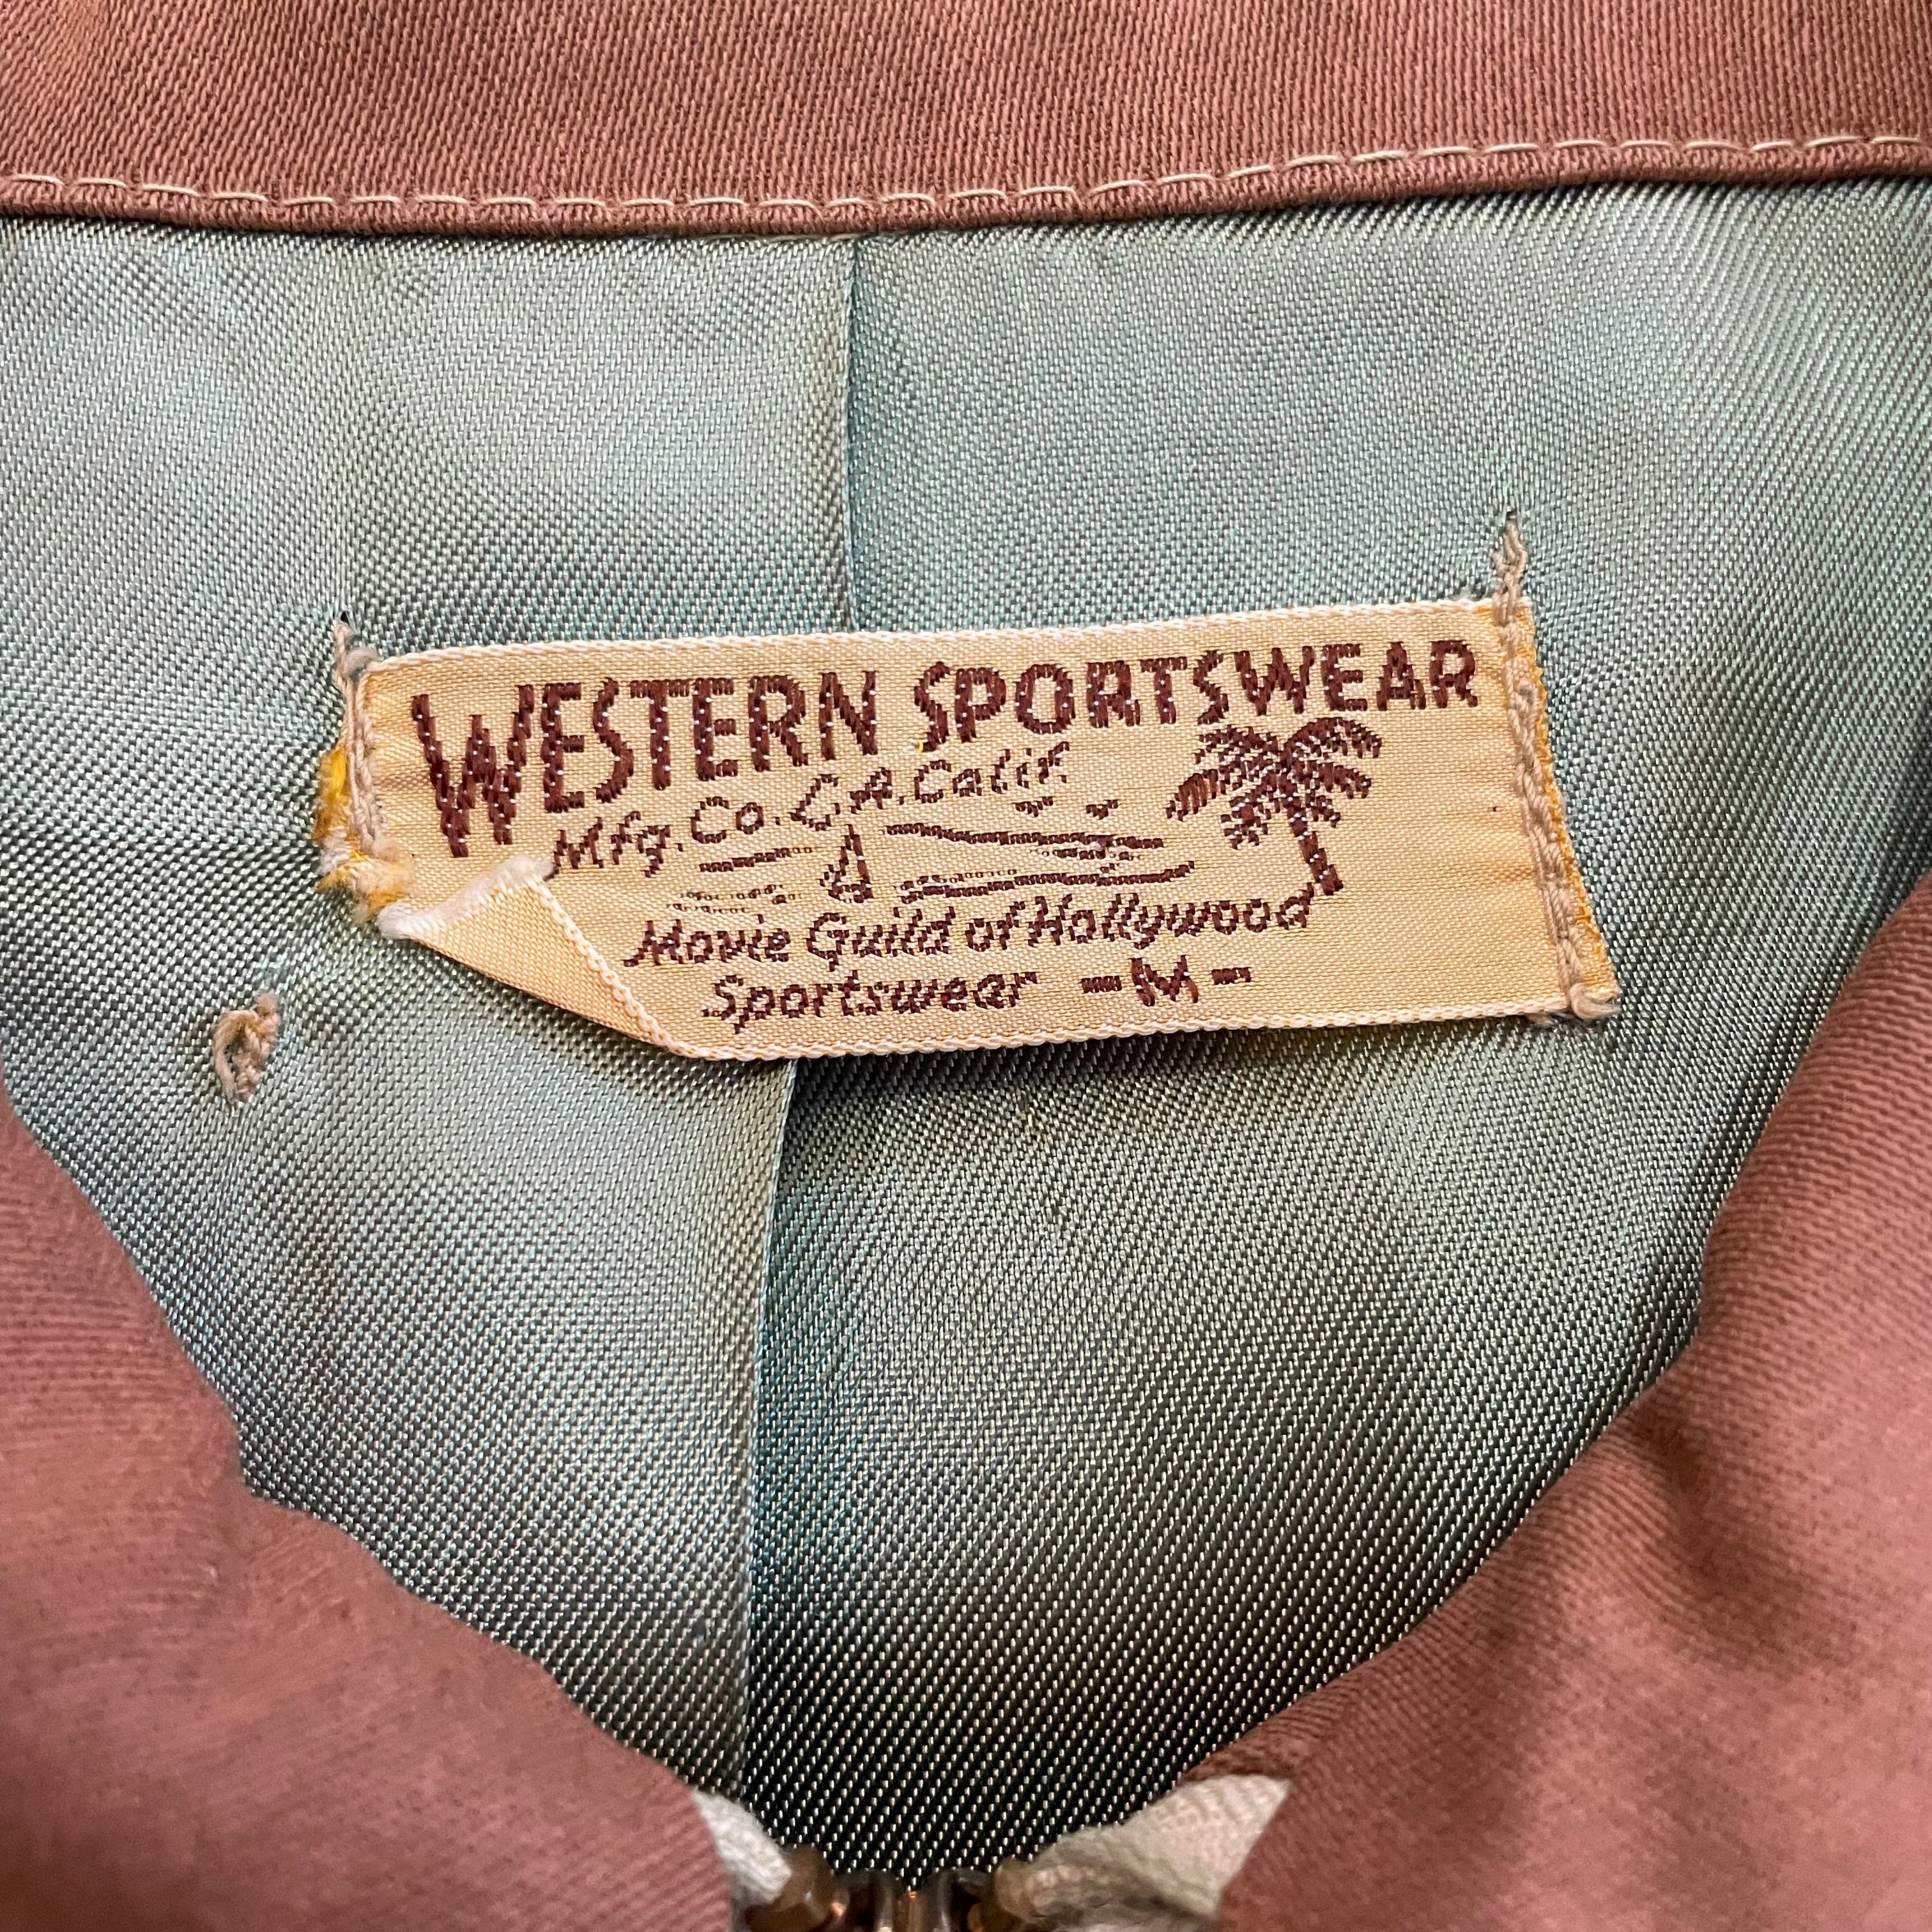 WESTERN SPORTSWEAR
Mfg. Co. L.A. Calif.
Movie Guild of Hollywood
Sportswear -M-